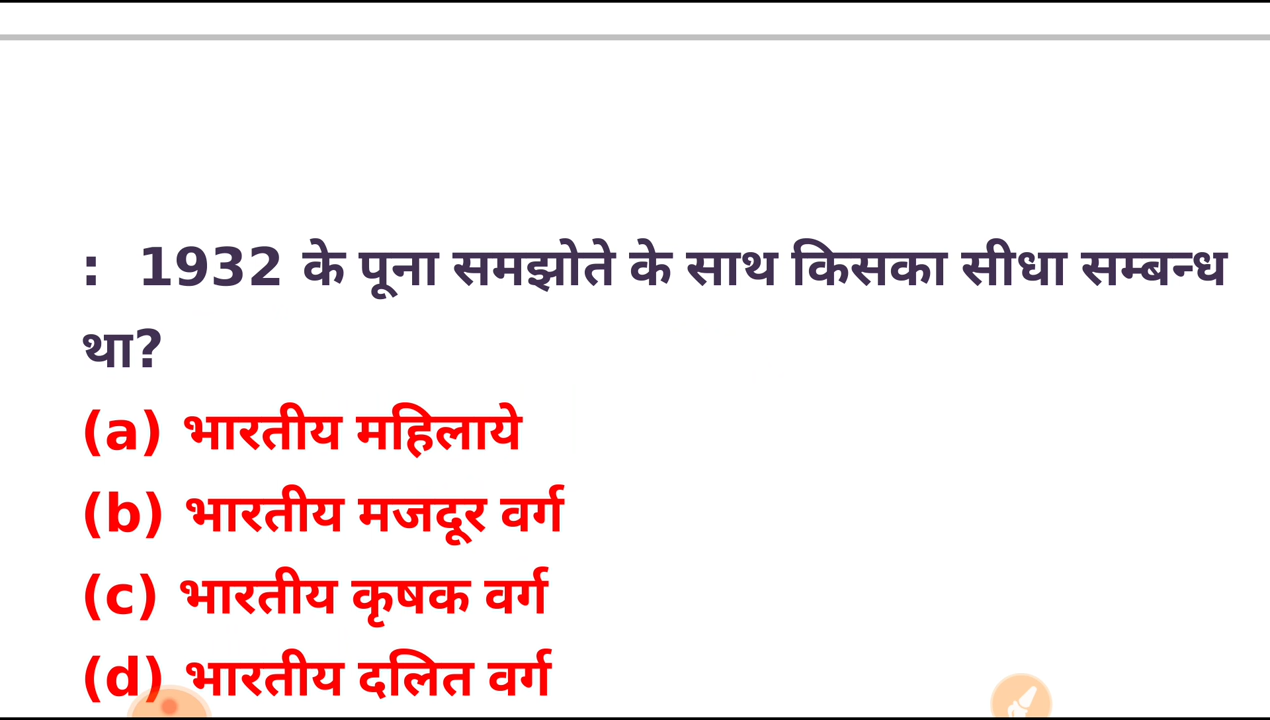 : 1932 के पूना समझोते के साथ किसका सीधा सम्बन्ध
था?
(a) भारतीय महिलाये
(b) भारतीय मजदूर वर्ग
(c) भारतीय कृषक वर्ग
(d) भारतीय दलित वर्ग